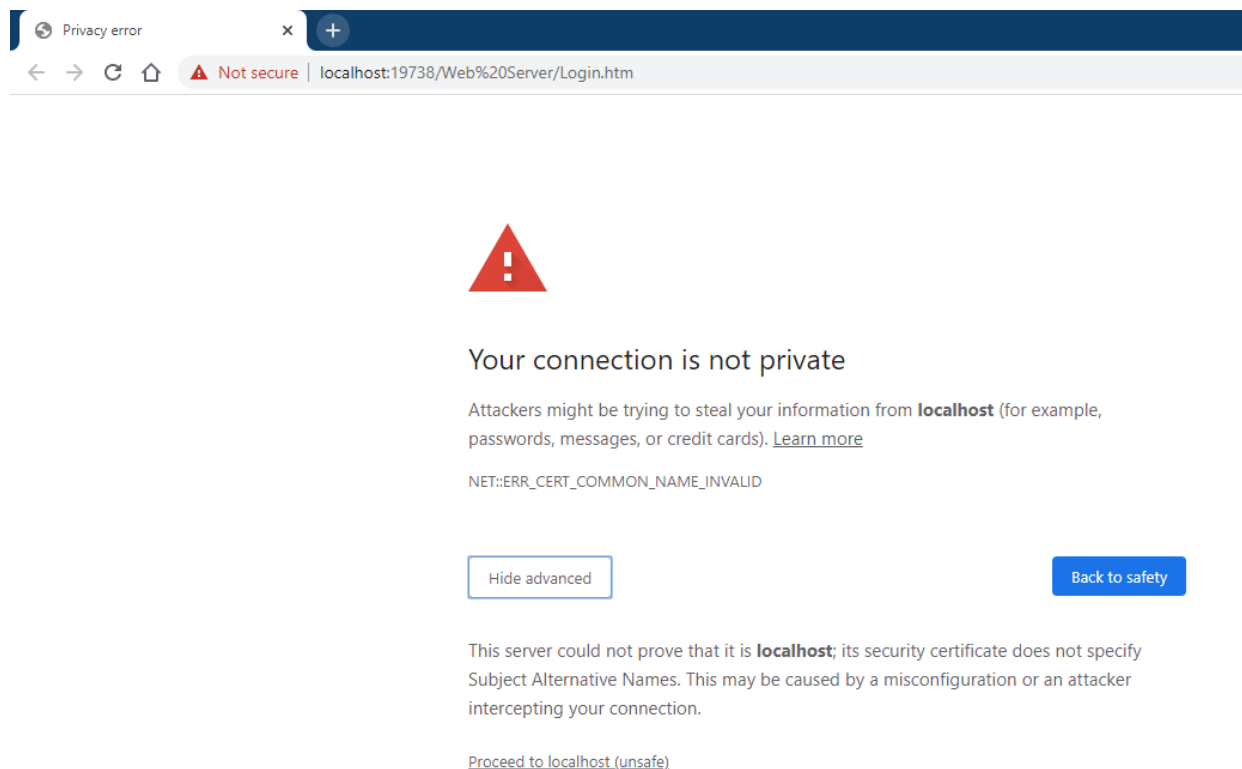 Privacy error
Not secure | localhost:19738/Web%20Server/Login.htm
Your connection is not private
Attackers might be trying to steal your information from localhost (for example,
passwords, messages, or credit cards). Learn more
NET::ERR_CERT_COMMON_NAME_INVALID
Hide advanced
Back to safety
This server could not prove that it is localhost; its security certificate does not specify
Subject Alternative Names. This may be caused by a misconfiguration or an attacker
intercepting your connection.
Proceed to localhost (unsafe)